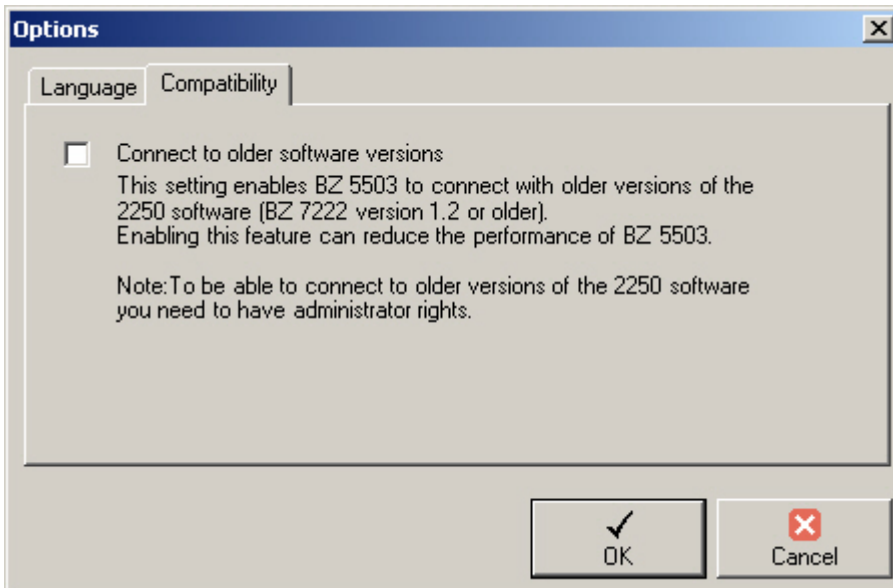 Options
Language Compatibility
Connect to older software versions
This setting enables BZ 5503 to connect with older versions of the
2250 software (BZ 7222 version 1.2 or older).
Enabling this feature can reduce the performance of BZ 5503.
Note:To be able to connect to older versions of the 2250 software
you need to have administrator rights.
OK Cancel